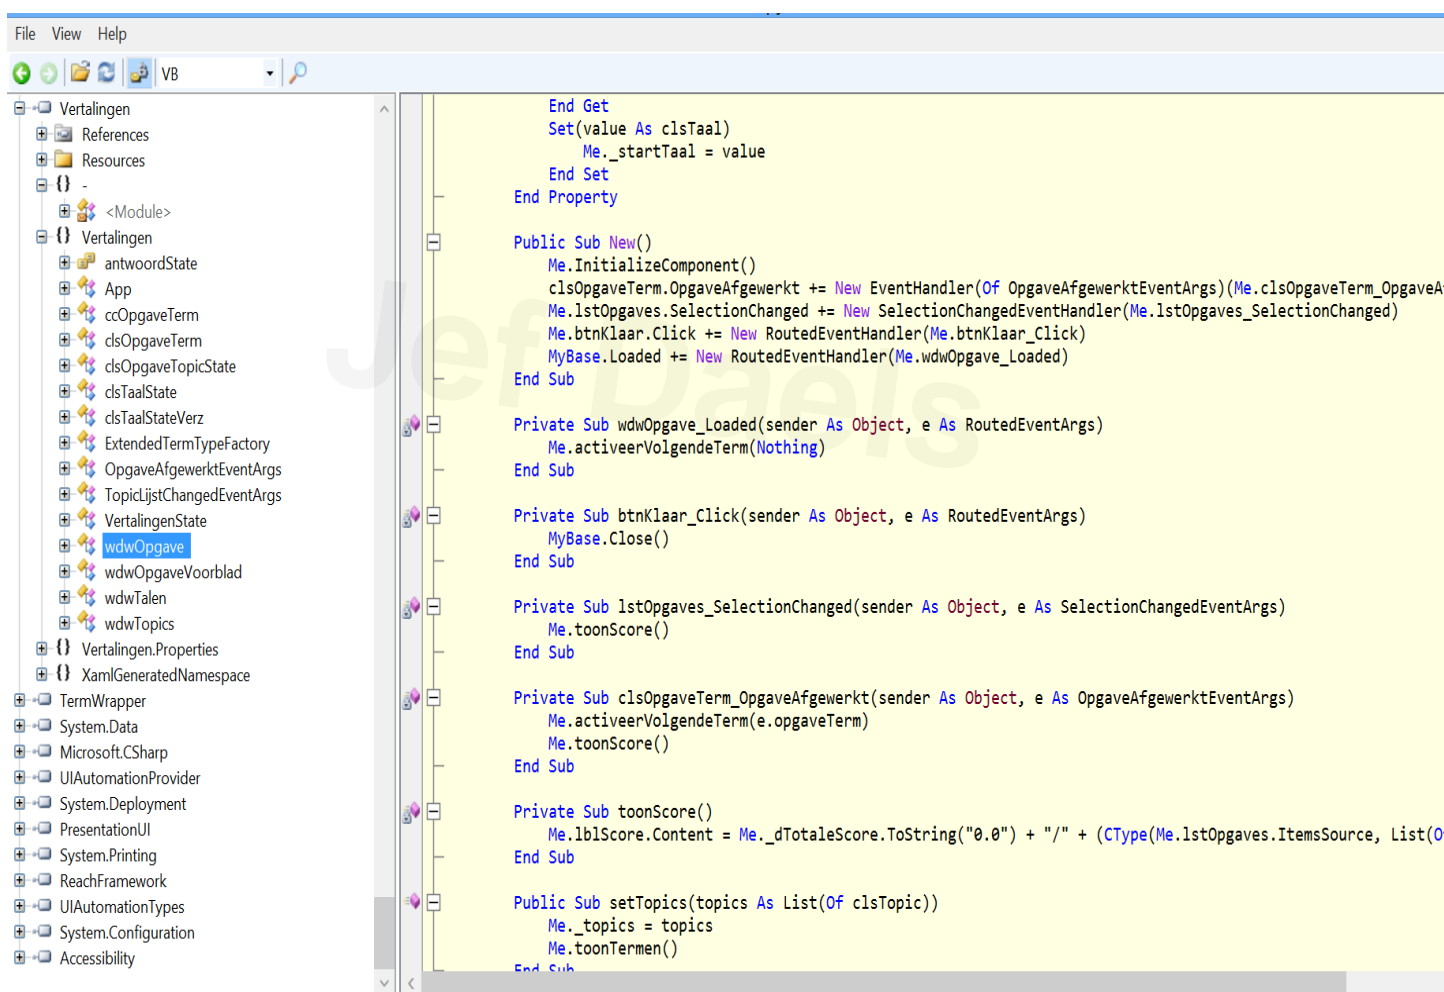 File View Help
VB
Vertalingen
References
Resources
{} -
<Module>
{} Vertalingen
antwoordState
App
ccOpgaveTerm
clsOpgaveTerm
clsOpgaveTopicState
clsTaalState
clsTaalStateVerz
ExtendedTermTypeFactory
OpgaveAfgewerktEventArgs
TopicLijstChangedEventArgs
VertalingenState
wdwOpgave
wdwOpgaveVoorblad
wdwTalen
wdwTopics
{} Vertalingen.Properties
{} XamlGeneratedNamespace
TermWrapper
System.Data
Microsoft.CSharp
UIAutomationProvider
System.Deployment
PresentationUI
System.Printing
ReachFramework
UIAutomationTypes
System.Configuration
Accessibility
End Get
Set(value As clsTaal)
Me._startTaal = value
End Set
End Property
Public Sub New()
Me.InitializeComponent()
clsOpgaveTerm.OpgaveAfgewerkt += New EventHandler(Of OpgaveAfgewerktEventArgs)(Me.clsOpgaveTerm_OpgaveA
Me.lstOpgaves.SelectionChanged += New SelectionChangedEventHandler(Me.lstOpgaves_SelectionChanged)
Me.btnKlaar.Click += New RoutedEventHandler(Me.btnKlaar_Click)
MyBase.Loaded += New RoutedEventHandler(Me.wdwOpgave_Loaded)
End Sub
Private Sub wdwOpgave_Loaded(sender As Object, e As RoutedEventArgs)
Me.activeerVolgendeTerm(Nothing)
End Sub
Private Sub btnKlaar_Click(sender As Object, e As RoutedEventArgs)
MyBase.Close()
End Sub
Private Sub lstOpgaves_SelectionChanged(sender As Object, e As SelectionChangedEventArgs)
Me.toonScore()
End Sub
Private Sub clsOpgaveTerm_OpgaveAfgewerkt(sender As Object, e As OpgaveAfgewerktEventArgs)
Me.activeerVolgendeTerm(e.opgaveTerm)
Me.toonScore()
End Sub
Private Sub toonScore()
Me.lblScore.Content = Me._dTotaleScore.ToString("0.0") + "/" + (CType(Me.lstOpgaves.ItemsSource, List(O
End Sub
Public Sub setTopics(topics As List(Of clsTopic))
Me._topics = topics
Me.toonTermen()
End Sub
Jef Daels